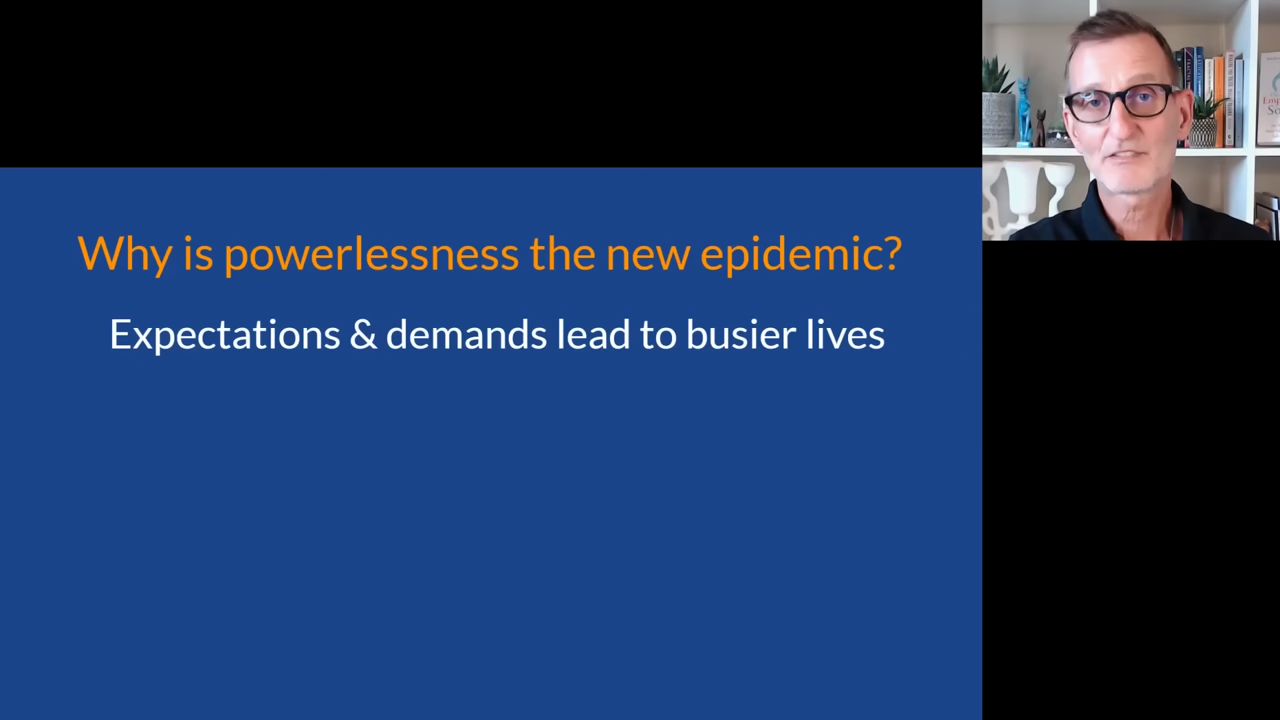 Why is powerlessness the new epidemic?
Expectations & demands lead to busier lives